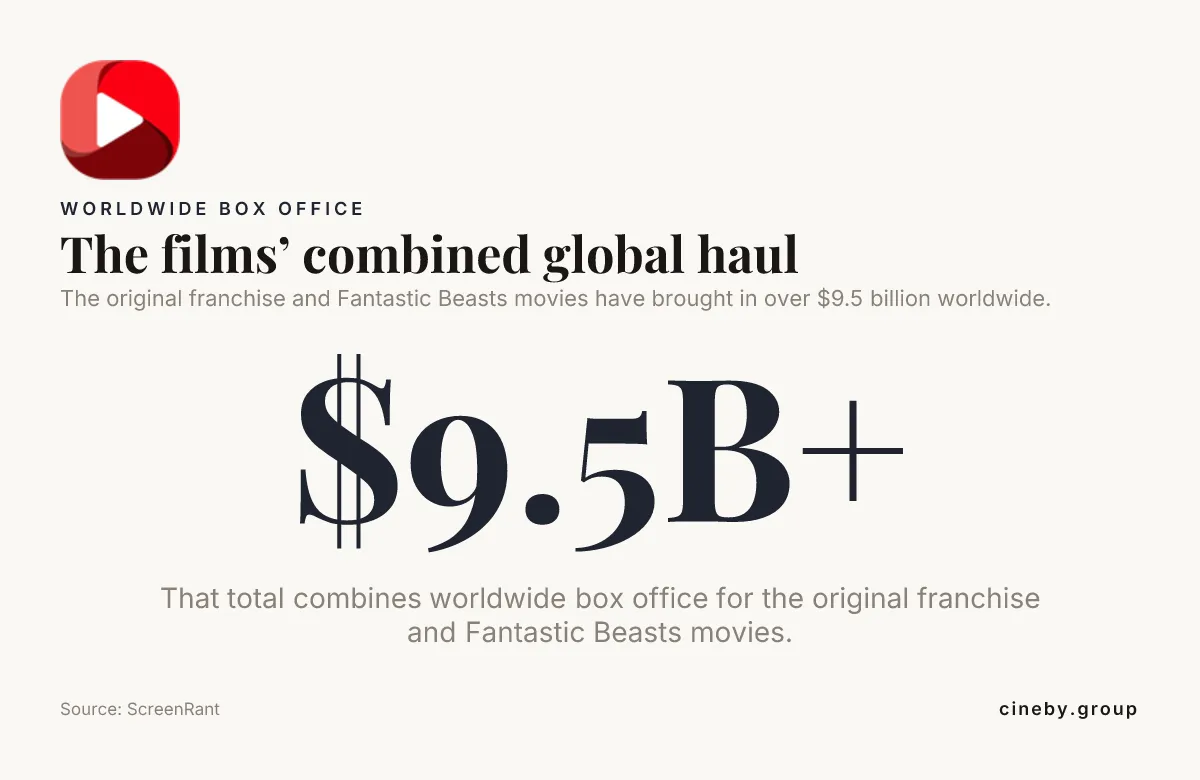 WORLDWIDE BOX OFFICE
The films’ combined global haul
The original franchise and Fantastic Beasts movies have brought in over $9.5 billion worldwide.
$9.5B+
That total combines worldwide box office for the original franchise
and Fantastic Beasts movies.
Source: ScreenRant
cineby.group